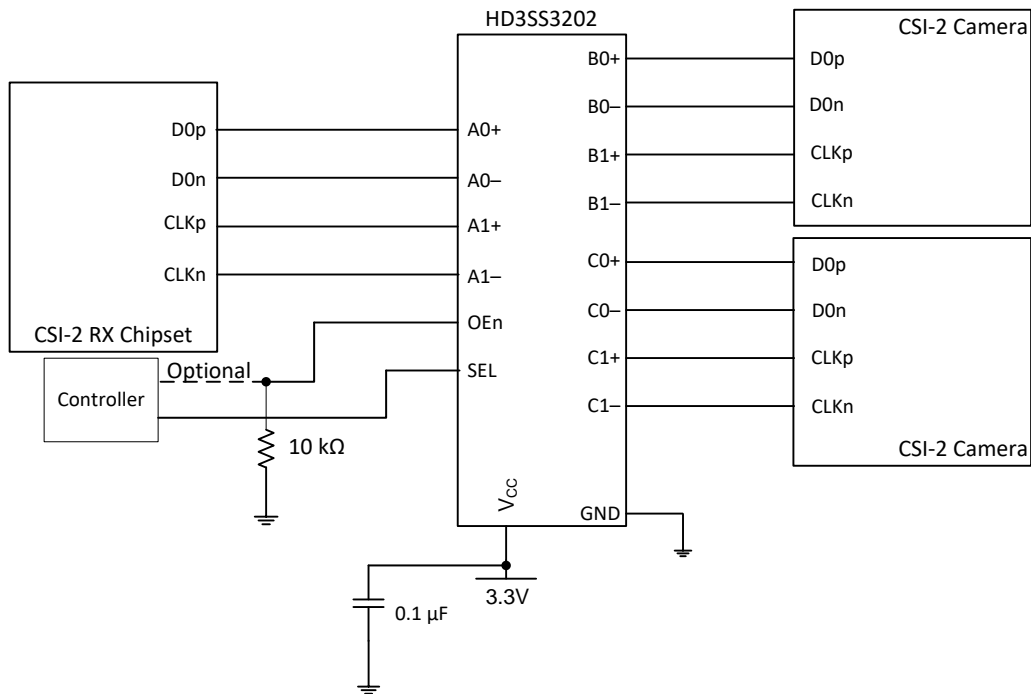 HD3SS3202
CSI-2 RX Chipset
D0p
D0n
CLKp
CLKn
A0+
A0–
A1+
A1–
OEn
SEL
B0+
B0–
B1+
B1–
C0+
C0–
C1+
C1–
GND
VCC
CSI-2 Camera
D0p
D0n
CLKp
CLKn
D0p
D0n
CLKp
CLKn
CSI-2 Camera
Controller
Optional
10 kΩ
3.3V
0.1 µF